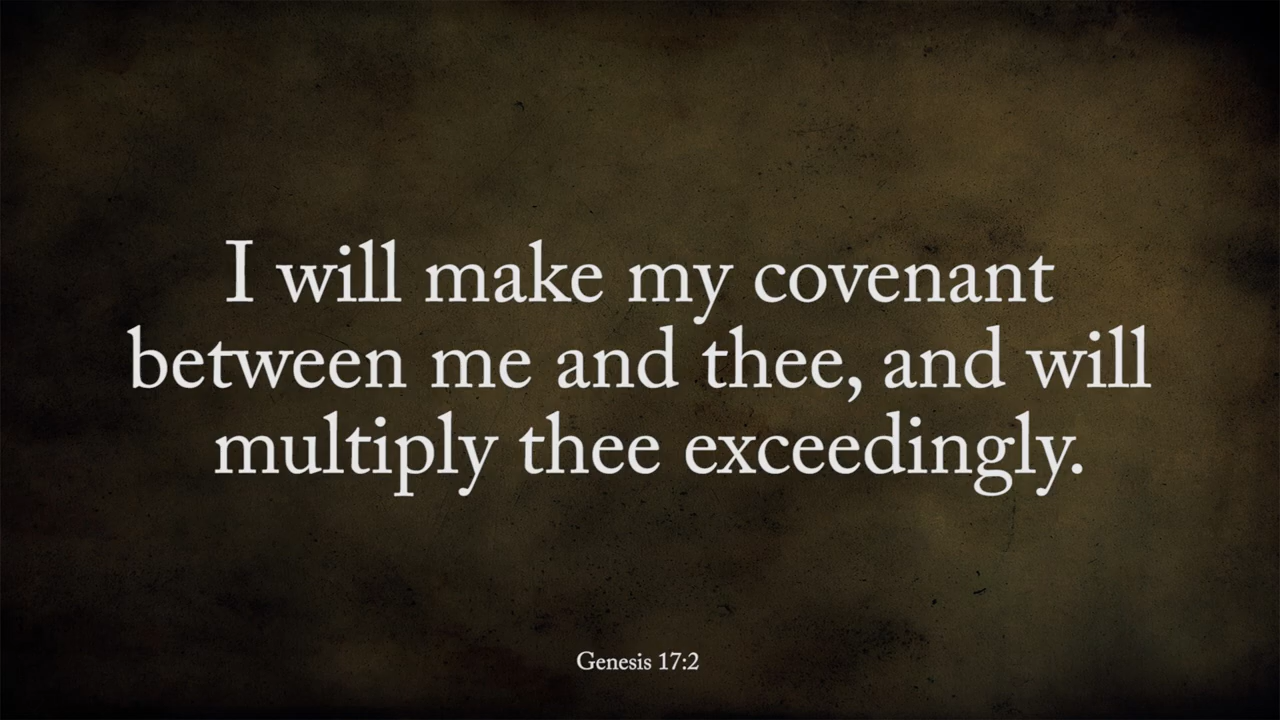 I will make my covenant
between me and thee, and will
multiply thee exceedingly.
Genesis 17:2